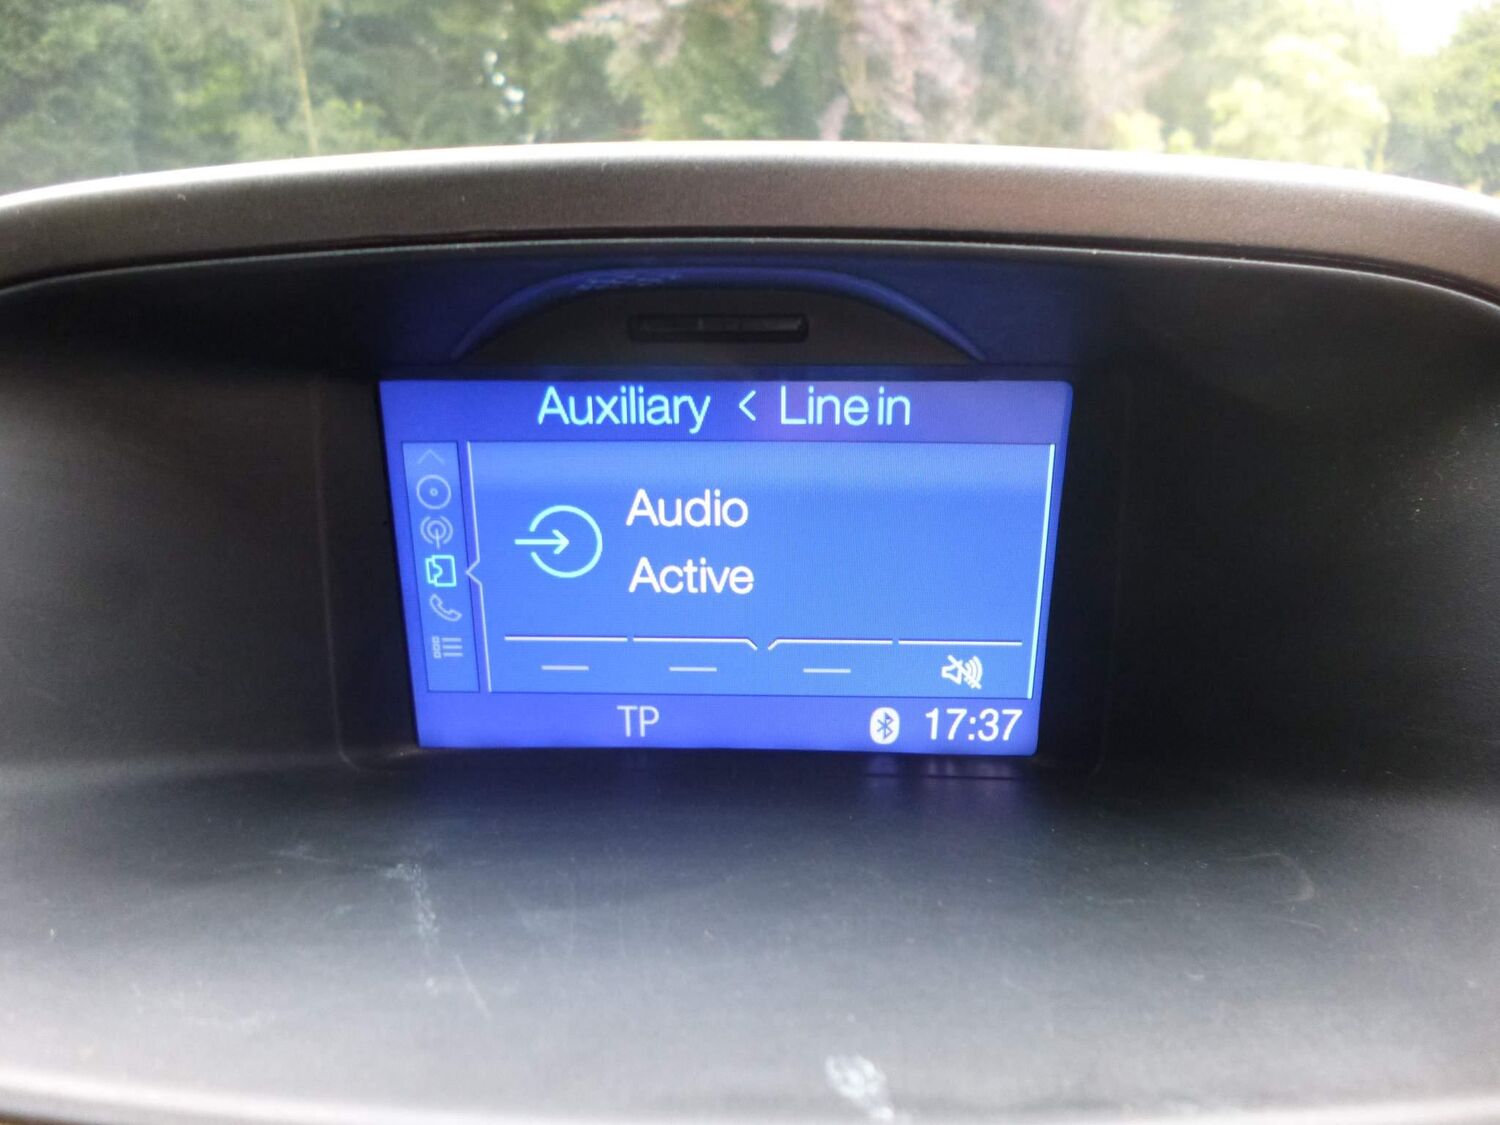 Auxiliary < Line in
Audio
Active
TP 17:37